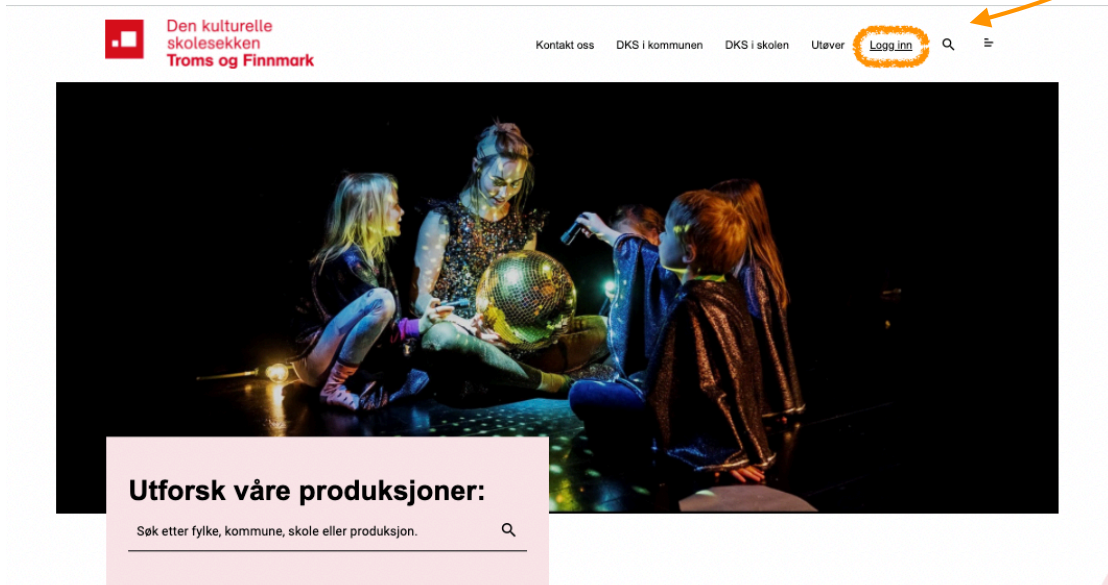 Den kulturelle
skolesekken
Troms og Finnmark
Kontakt oss DKS i kommunen DKS i skolen Utøver Logg inn
Utforsk våre produksjoner:
Søk etter fylke, kommune, skole eller produksjon.